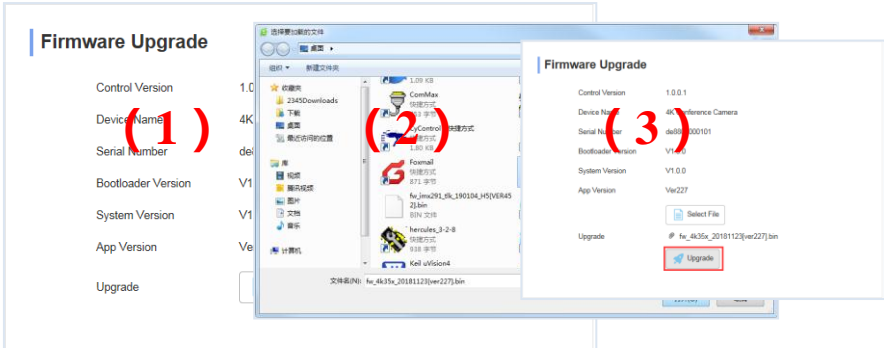 Firmware Upgrade
Control Version 1.0
Device Name 4K
Serial Number de8
Bootloader Version V1
System Version V1
App Version Ve
Upgrade
(1)
选择要加载的文件
桌面
组织 新建文件夹
收藏夹
2345Downloads
下载
桌面
最近访问的位置
库
视频
腾讯视频
图片
文档
音乐
计算机
1.09 KB
ComMax
快捷方式
字节
CyControl 快捷方式
快捷方式
1.80 KB
Foxmail
快捷方式
871 字节
fw_imx291_tlk_190104_H5[VER45
2].bin
BIN 文件
hercules_3-2-8
快捷方式
938 字节
Keil uVision4
文件名(N): fw_4k35x_20181123[ver227].bin
(2)
Firmware Upgrade
Control Version 1.0.0.1
Device Name 4K Conference Camera
Serial Number
Bootloader Version
System Version V1.0.0
App Version Ver227
Select File
Upgrade fw_4k35x_20181123[ver227].bin
Upgrade
(3)